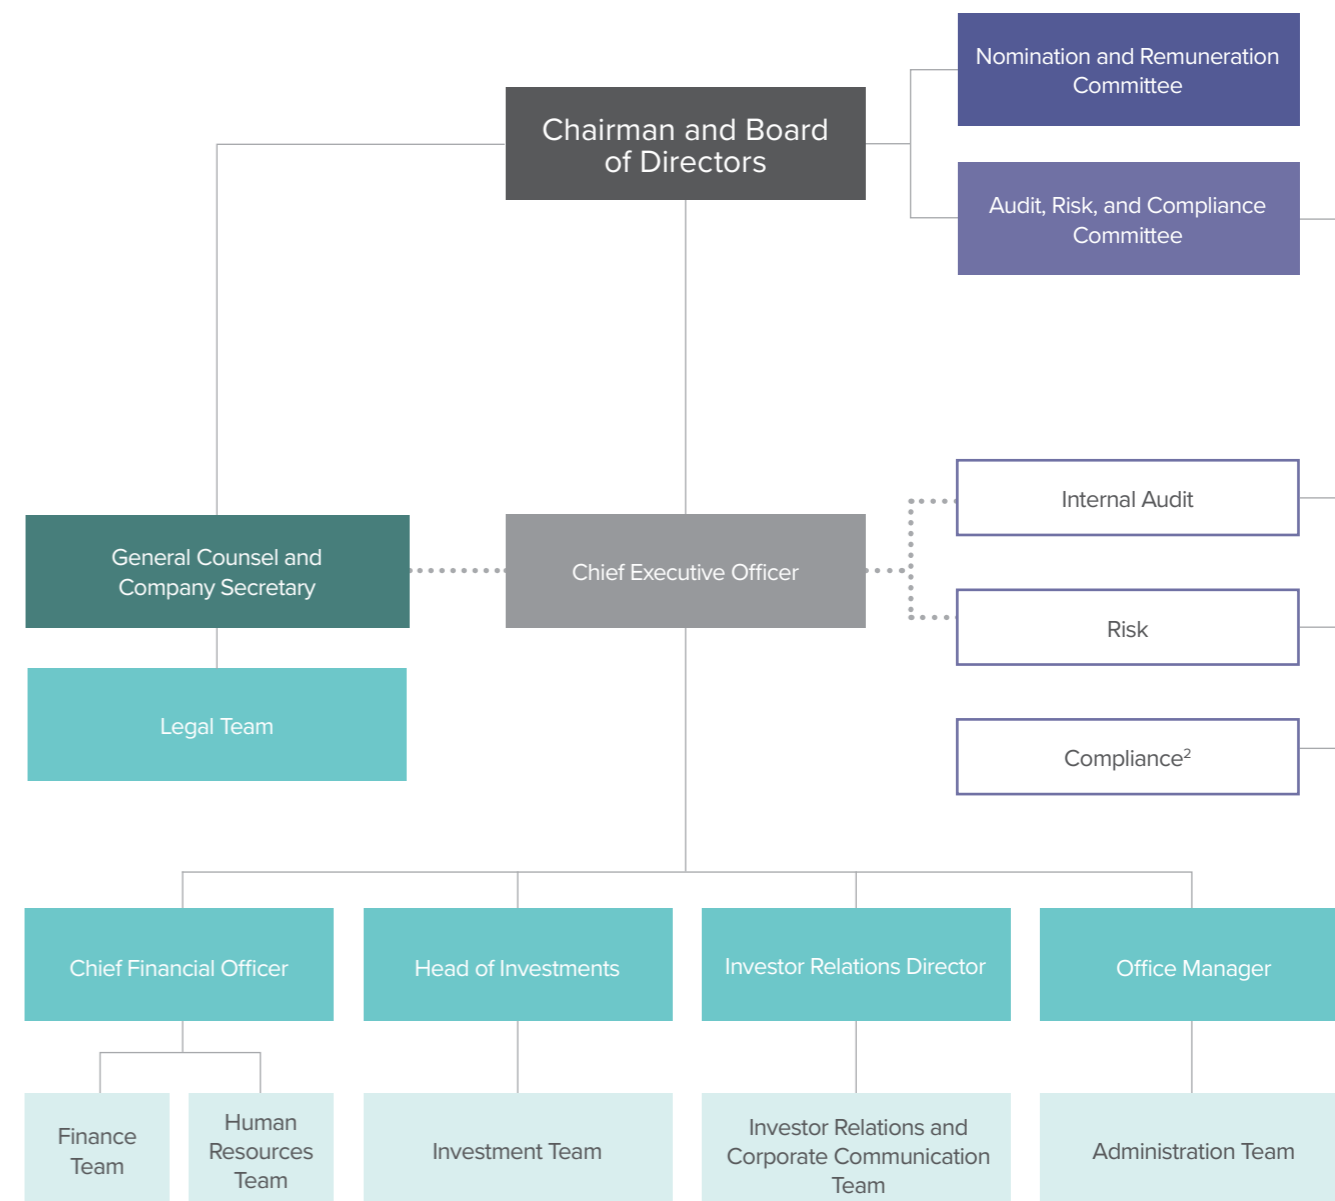 Nomination and Remuneration
Committee
Chairman and Board
of Directors
Audit, Risk, and Compliance
Committee
Internal Audit
General Counsel and
Company Secretary
Chief Executive Officer
Risk
Legal Team
Compliance²
Chief Financial Officer
Head of Investments
Investor Relations Director
Office Manager
Finance
Team
Human
Resources
Team
Investment Team
Investor Relations and
Corporate Communication
Team
Administration Team